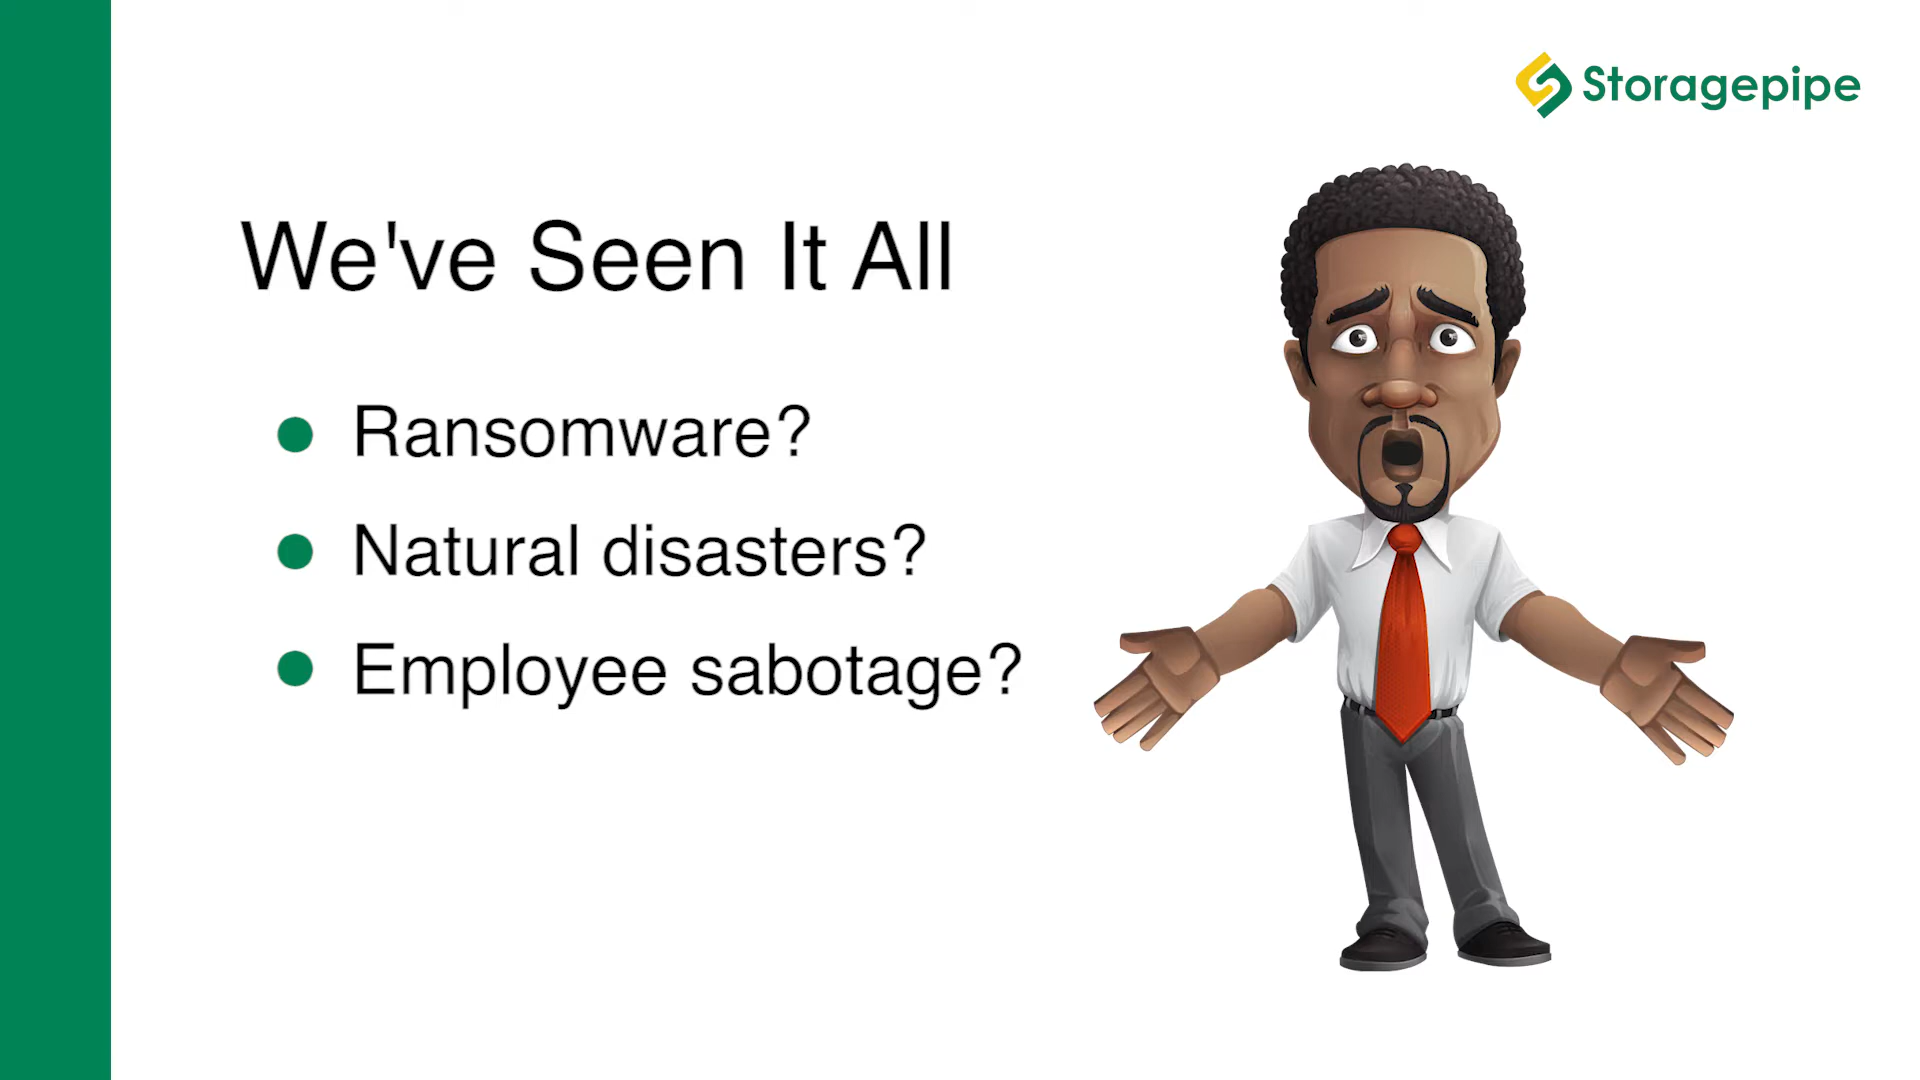 Storagepipe
We've Seen It All
Ransomware?
Natural disasters?
Employee sabotage?